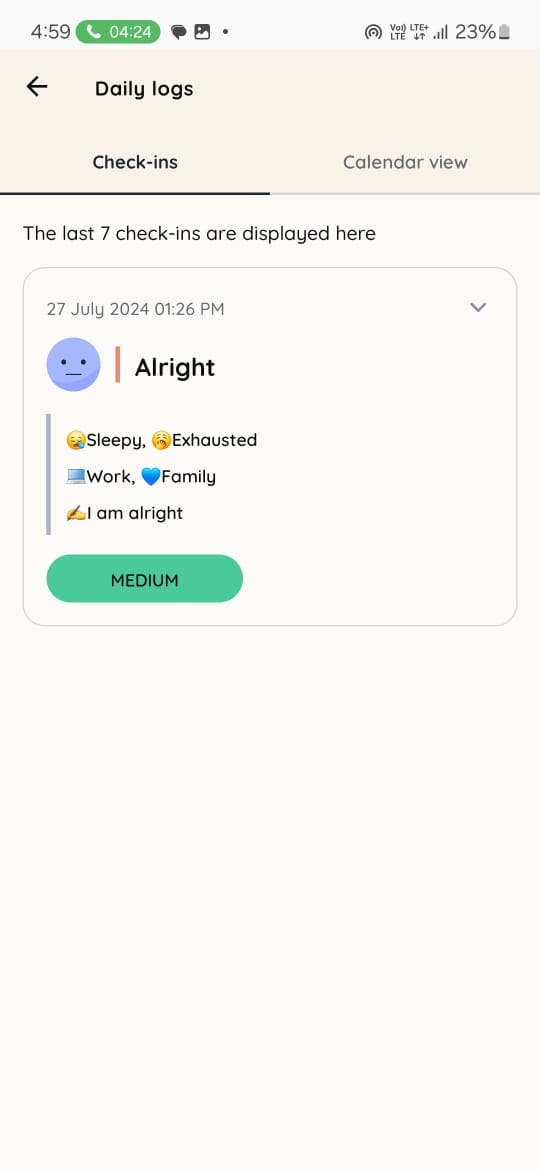 4:59 04:24 Vo)) LTE LTE+ 23%
Daily logs
Check-ins Calendar view
The last 7 check-ins are displayed here
27 July 2024 01:26 PM
Alright
😪Sleepy, 🥱Exhausted
💻Work, 💙Family
✍️I am alright
MEDIUM